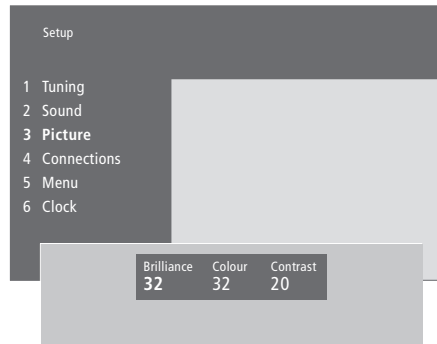 Setup
1 Tuning
2 Sound
3 Picture
4 Connections
5 Menu
6 Clock
Brilliance Colour Contrast
32 32 20